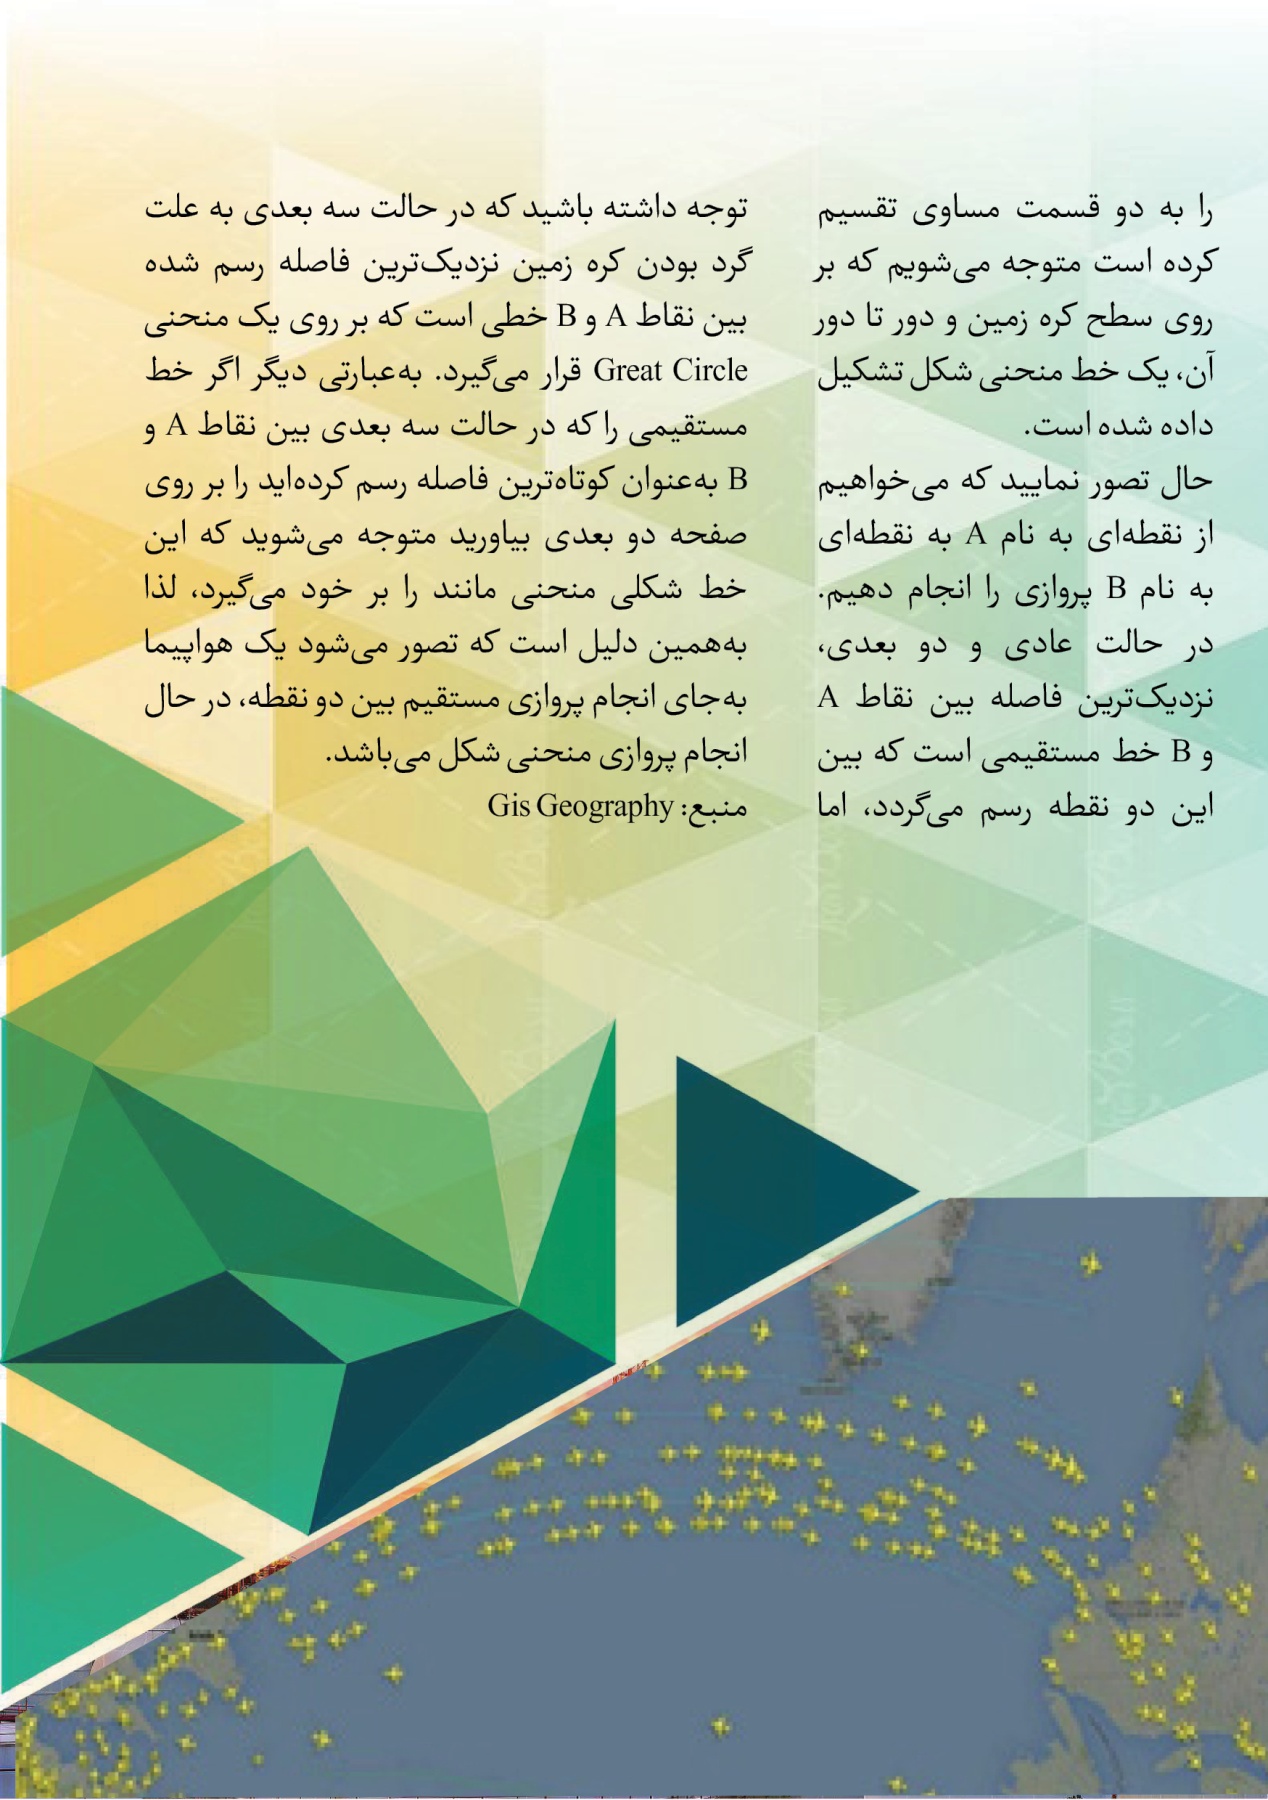 را به دو قسمت مساوی تقسیم
کرده است متوجه می‌شویم که بر
روی سطح کره زمین و دور تا دور
آن، یک خط منحنی شکل تشکیل
داده شده است.
حال تصور نمایید که می‌خواهیم
از نقطه‌ای به نام A به نقطه‌ای
به نام B پروازی را انجام دهیم.
در حالت عادی و دو بعدی،
نزدیک‌ترین فاصله بین نقاط A
و B خط مستقیمی است که بین
این دو نقطه رسم می‌گردد، اما
توجه داشته باشید که در حالت سه بعدی به علت
گرد بودن کره زمین نزدیک‌ترین فاصله رسم شده
بین نقاط A و B خطی است که بر روی یک منحنی
Great Circle قرار می‌گیرد. به‌عبارتی دیگر اگر خط
مستقیمی را که در حالت سه بعدی بین نقاط A و
B به‌عنوان کوتاه‌ترین فاصله رسم کرده‌اید را بر روی
صفحه دو بعدی بیاورید متوجه می‌شوید که این
خط شکلی منحنی مانند را بر خود می‌گیرد، لذا
به‌همین دلیل است که تصور می‌شود یک هواپیما
به‌جای انجام پروازی مستقیم بین دو نقطه، در حال
انجام پروازی منحنی شکل می‌باشد.
منبع: Gis Geography